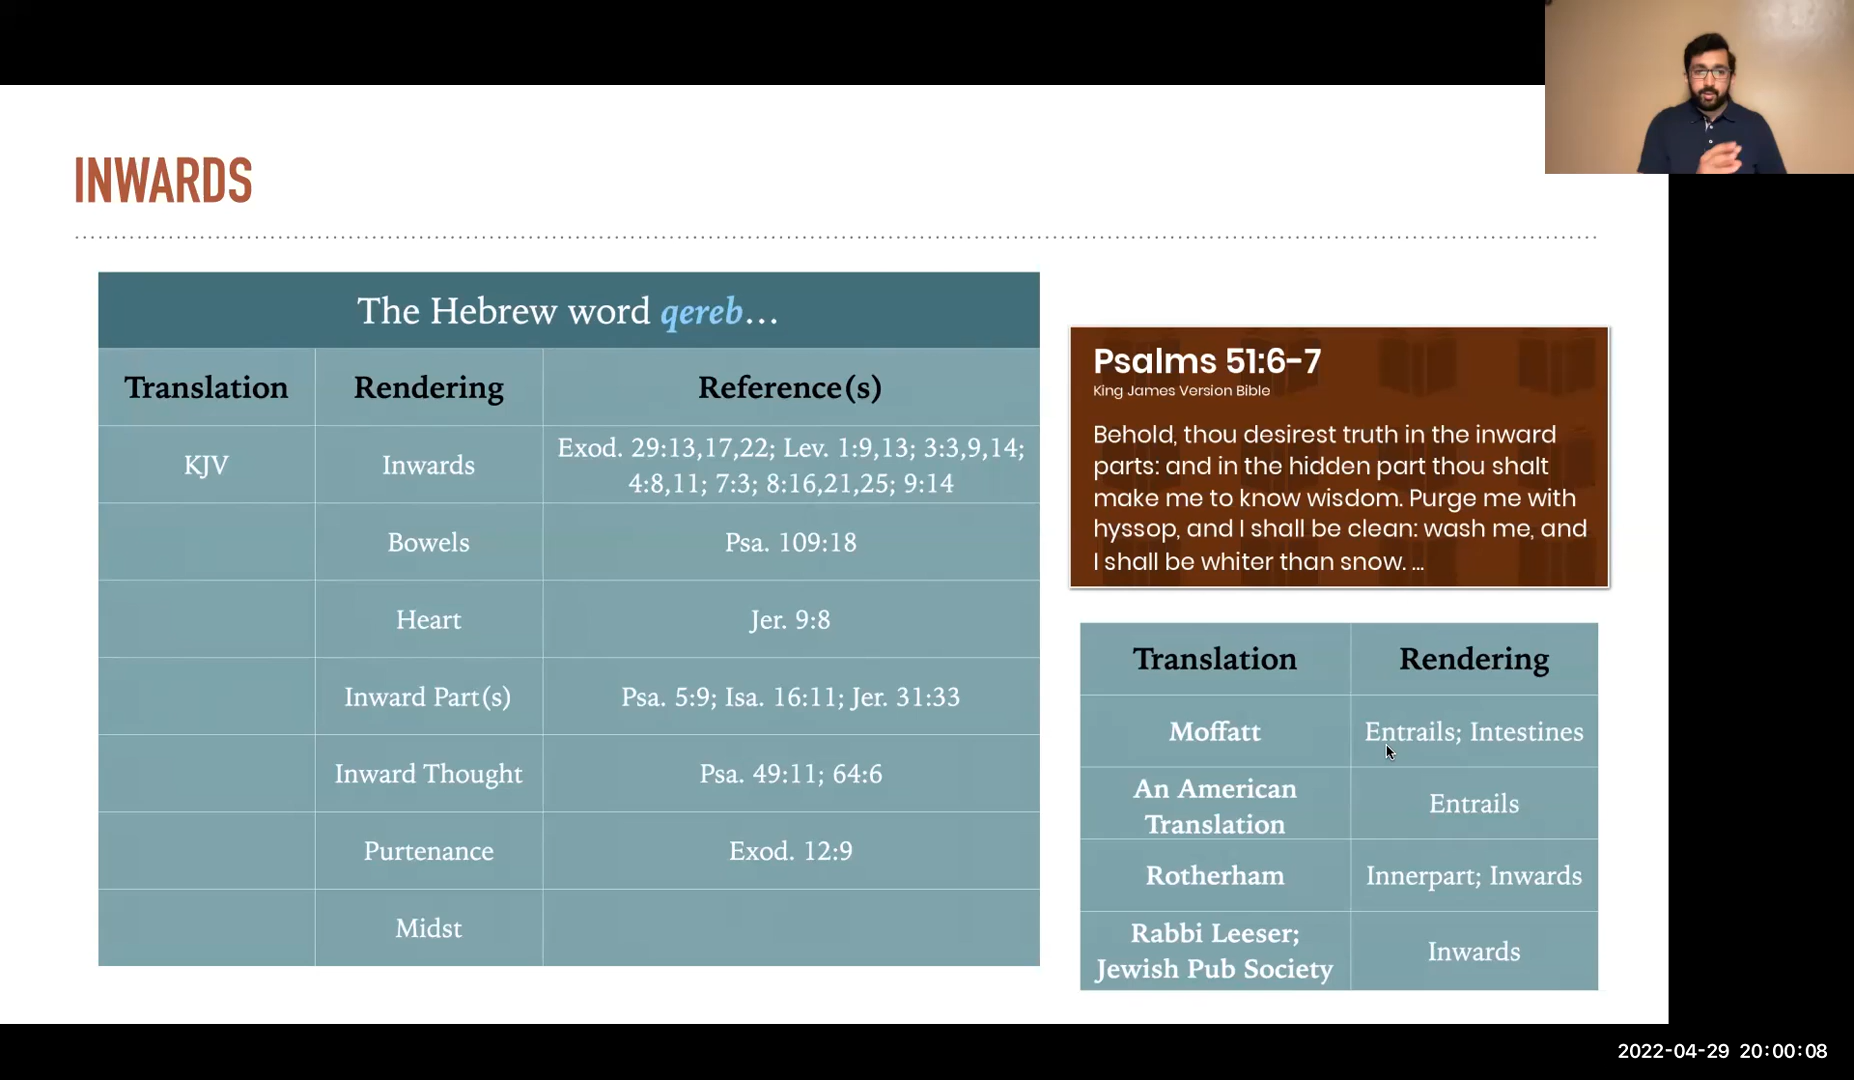 INWARDS
The Hebrew word qereb...
Translation
Rendering
Reference(s)
KJV
Inwards
Exod. 29:13,17,22; Lev. 1:9,13; 3:3,9,14;
4:8,11; 7:3; 8:16,21,25; 9:14
Bowels
Psa. 109:18
Heart
Jer. 9:8
Inward Part(s)
Psa. 5:9; Isa. 16:11; Jer. 31:33
Inward Thought
Psa. 49:11; 64:6
Purtenance
Exod. 12:9
Midst
Psalms 51:6-7
King James Version Bible
Behold, thou desirest truth in the inward
parts: and in the hidden part thou shalt
make me to know wisdom. Purge me with
hyssop, and I shall be clean: wash me, and
I shall be whiter than snow. ...
Translation
Rendering
Moffatt
Entrails; Intestines
An American
Translation
Entrails
Rotherham
Innerpart; Inwards
Rabbi Leeser;
Jewish Pub Society
Inwards
2022-04-29 20:00:08